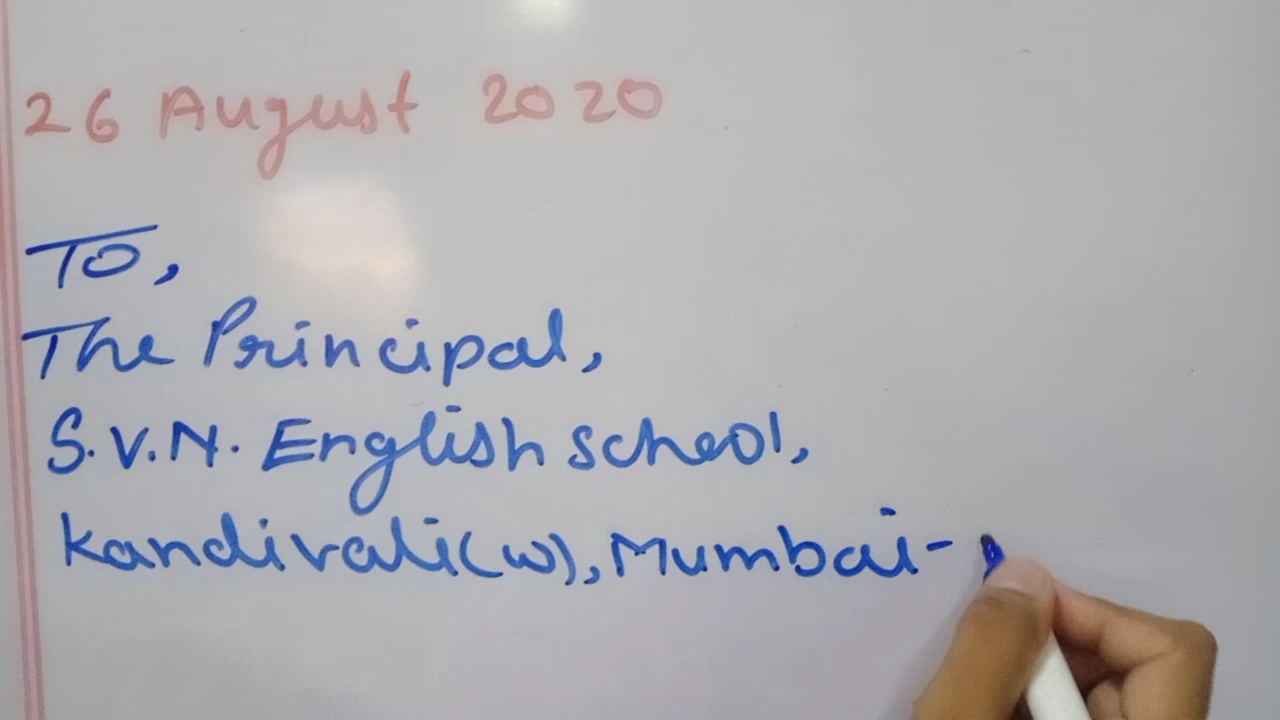 26 August 2020
To,
The Principal,
S.V.N. English school,
Kandivali(w), Mumbai-